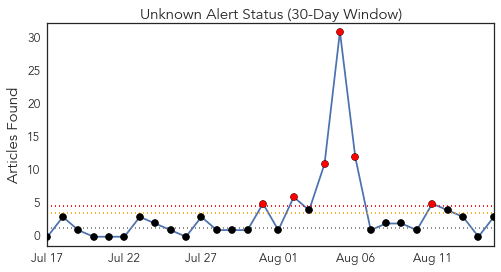 Unknown Alert Status (30-Day Window)
Articles Found
30
25
20
15
10
5
0
Jul 17 Jul 22 Jul 27 Aug 01 Aug 06 Aug 11